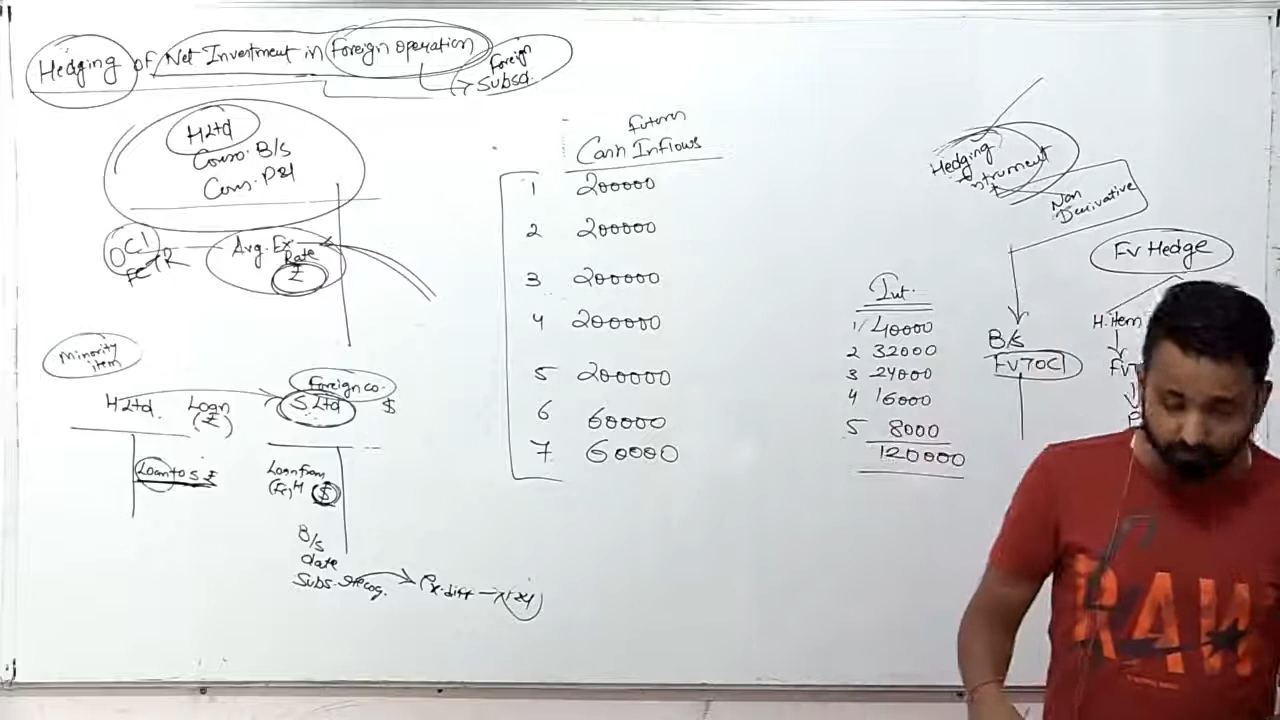 Hedging of Net Investment in Foreign operation
Foreign
Subsd.
H Ltd
Conso. B/s
Cons. P&L
OCI
FCTR
Avg. Ex.
Rate
₹
Minority
item
H Ltd. Loan
(₹)
Foreign co.
S Ltd $
Loan to S ₹
Loan from
(Fc) H $
B/s
date
Subs. → Ex. diff →
Future
Cash Inflows
1 200000
2 200000
3 200000
4 200000
5 200000
6 60000
7 60000
Int.
1 40000
2 32000
3 24000
4 16000
5 8000
120000
Hedging
Non
Derivative
B/s
FVTOCI
FV Hedge
H. Item
RAW